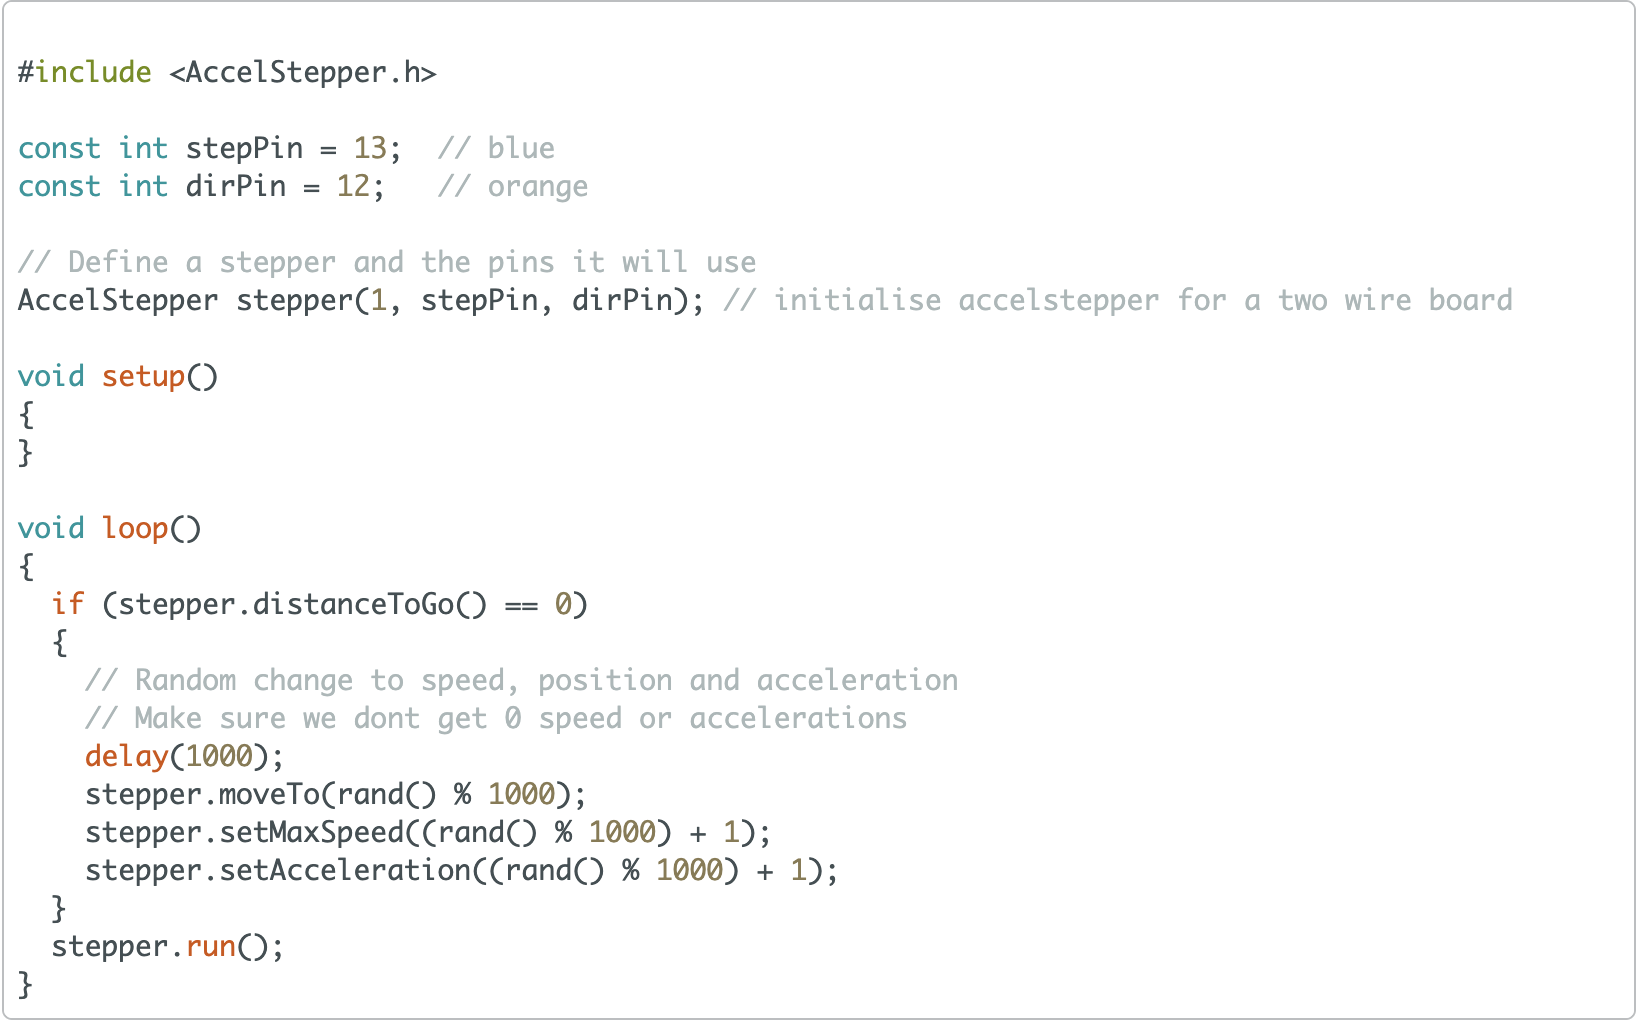 #include <AccelStepper.h>
const int stepPin = 13;  // blue
const int dirPin = 12;   // orange
// Define a stepper and the pins it will use
AccelStepper stepper(1, stepPin, dirPin); // initialise accelstepper for a two wire board
void setup()
{
}
void loop()
{
  if (stepper.distanceToGo() == 0)
  {
    // Random change to speed, position and acceleration
    // Make sure we dont get 0 speed or accelerations
    delay(1000);
    stepper.moveTo(rand() % 1000);
    stepper.setMaxSpeed((rand() % 1000) + 1);
    stepper.setAcceleration((rand() % 1000) + 1);
  }
  stepper.run();
}